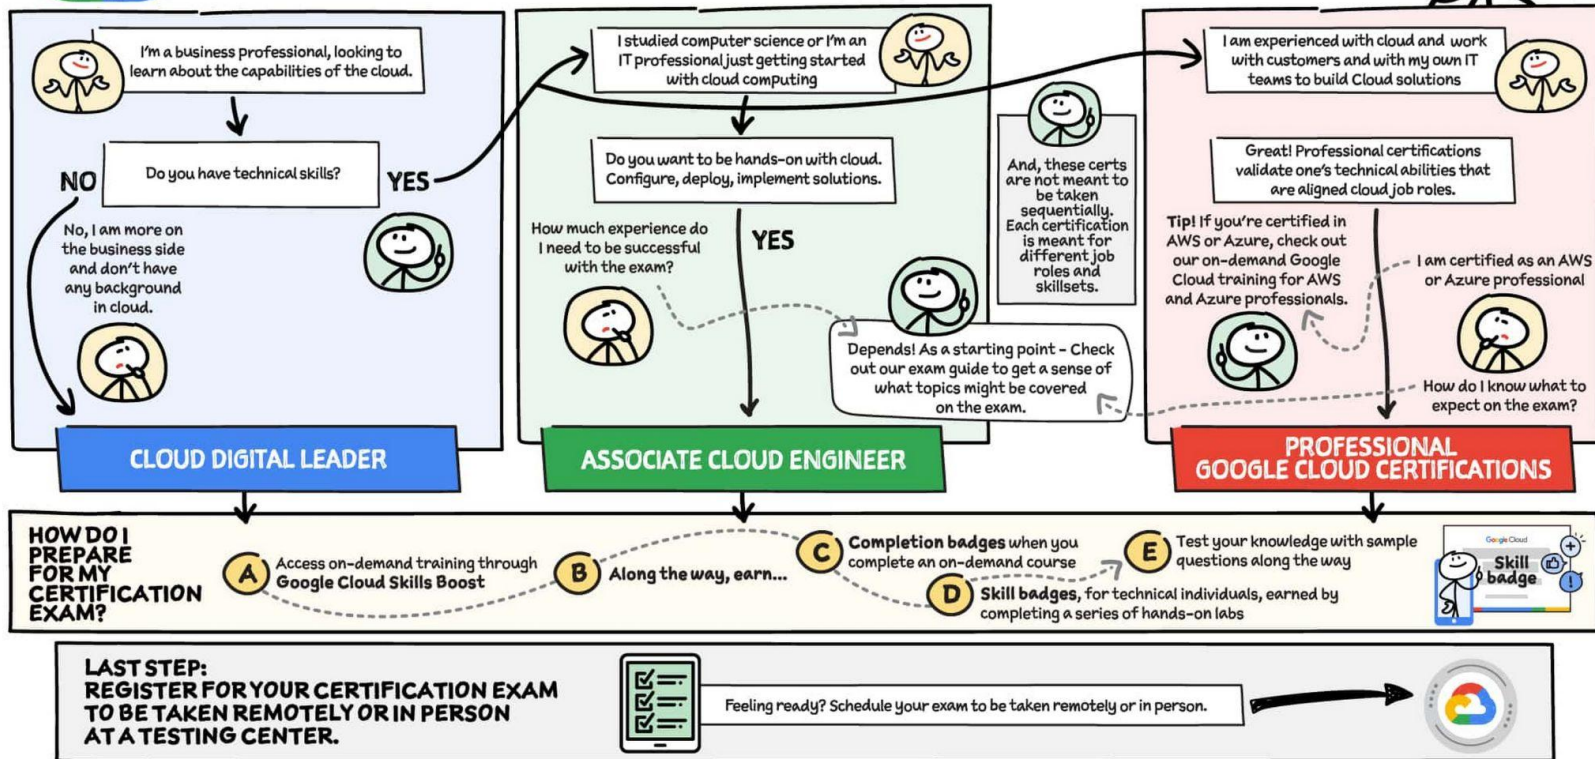 I'm a business professional, looking to
learn about the capabilities of the cloud.
Do you have technical skills?
NO
YES
No, I am more on
the business side
and don't have
any background
in cloud.
CLOUD DIGITAL LEADER
I studied computer science or I'm an
IT professional just getting started
with cloud computing
Do you want to be hands-on with cloud.
Configure, deploy, implement solutions.
How much experience do
I need to be successful
with the exam?
YES
Depends! As a starting point - Check
out our exam guide to get a sense of
what topics might be covered
on the exam.
ASSOCIATE CLOUD ENGINEER
And, these certs
are not meant to
be taken
sequentially.
Each certification
is meant for
different job
roles and
skillsets.
I am experienced with cloud and work
with customers and with my own IT
teams to build Cloud solutions
Great! Professional certifications
validate one's technical abilities that
are aligned cloud job roles.
Tip! If you're certified in
AWS or Azure, check out
our on-demand Google
Cloud training for AWS
and Azure professionals.
I am certified as an AWS
or Azure professional
How do I know what to
expect on the exam?
PROFESSIONAL
GOOGLE CLOUD CERTIFICATIONS
HOW DO I
PREPARE
FOR MY
CERTIFICATION
EXAM?
A
Access on-demand training through
Google Cloud Skills Boost
B
Along the way, earn...
C
Completion badges when you
complete an on-demand course
D
Skill badges, for technical individuals, earned by
completing a series of hands-on labs
E
Test your knowledge with sample
questions along the way
Google Cloud
Skill
badge
LAST STEP:
REGISTER FOR YOUR CERTIFICATION EXAM
TO BE TAKEN REMOTELY OR IN PERSON
AT A TESTING CENTER.
Feeling ready? Schedule your exam to be taken remotely or in person.